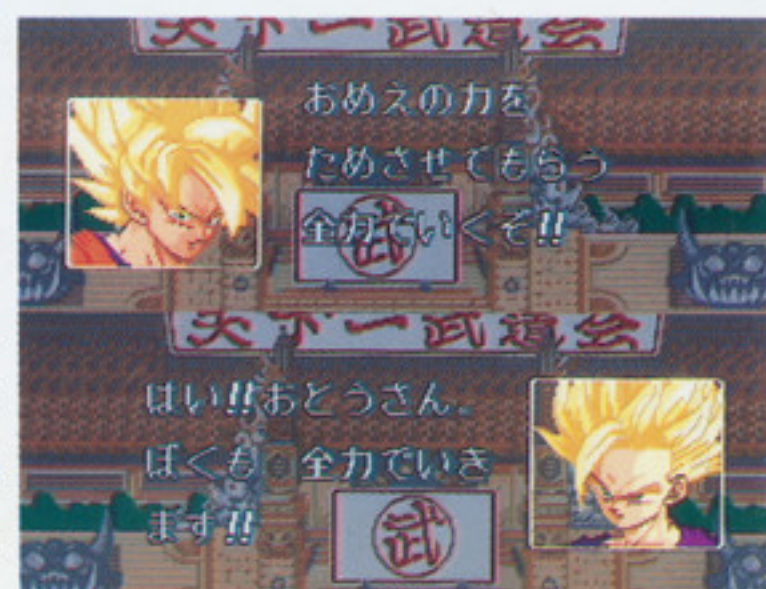 天下一武道会
おめえの力を
ためさせてもらう
全力でいくぞ!!
武
天下一武道会
はい!!おとうさん。
ぼくも 全力でいき
ます!!
武